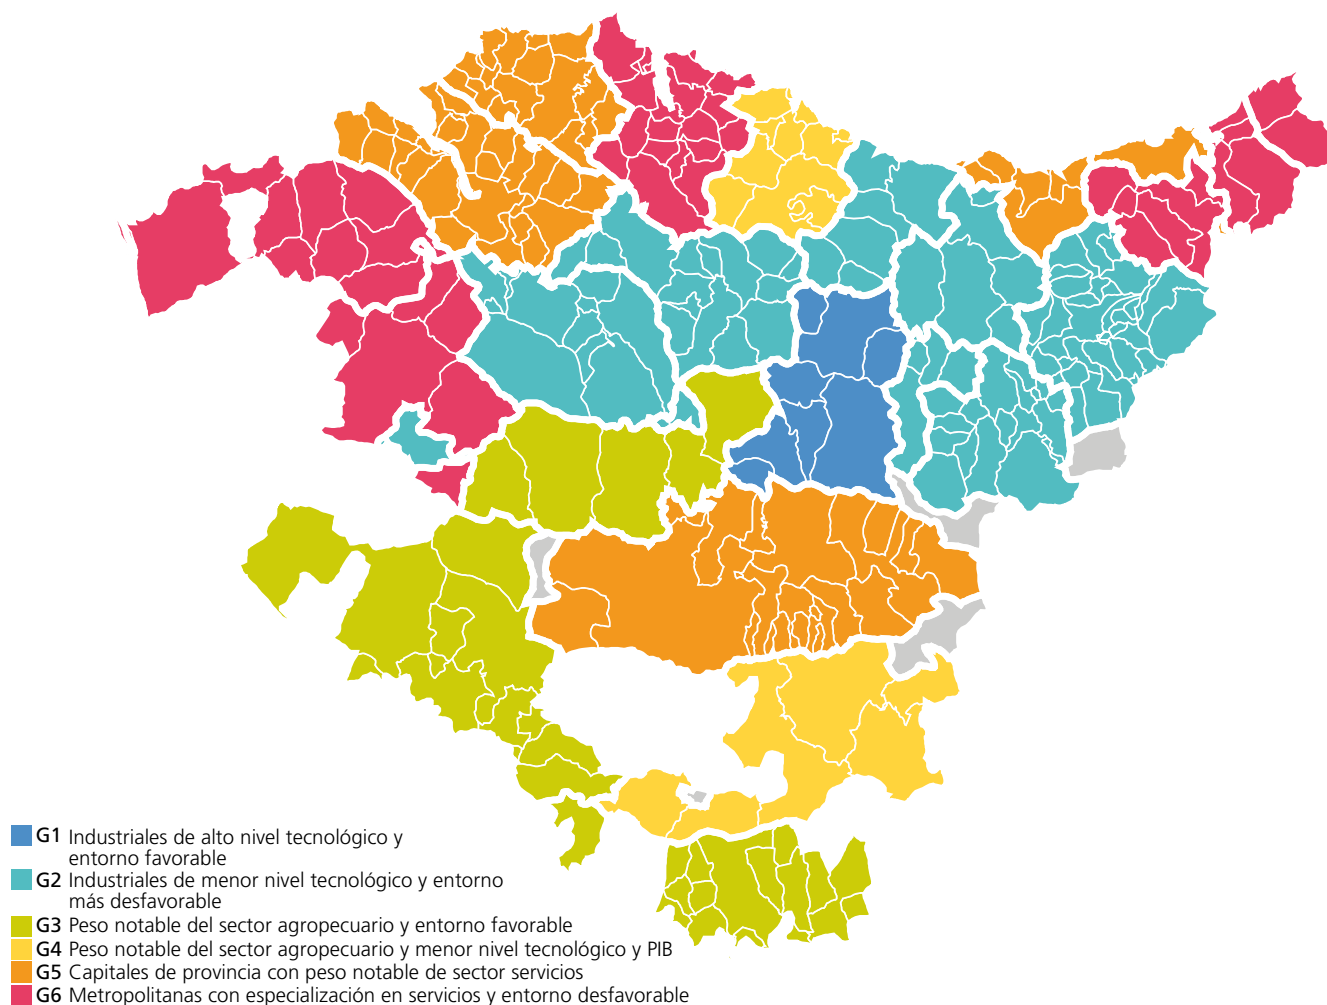 G1 Industriales de alto nivel tecnológico y
entorno favorable
G2 Industriales de menor nivel tecnológico y entorno
más desfavorable
G3 Peso notable del sector agropecuario y entorno favorable
G4 Peso notable del sector agropecuario y menor nivel tecnológico y PIB
G5 Capitales de provincia con peso notable de sector servicios
G6 Metropolitanas con especialización en servicios y entorno desfavorable